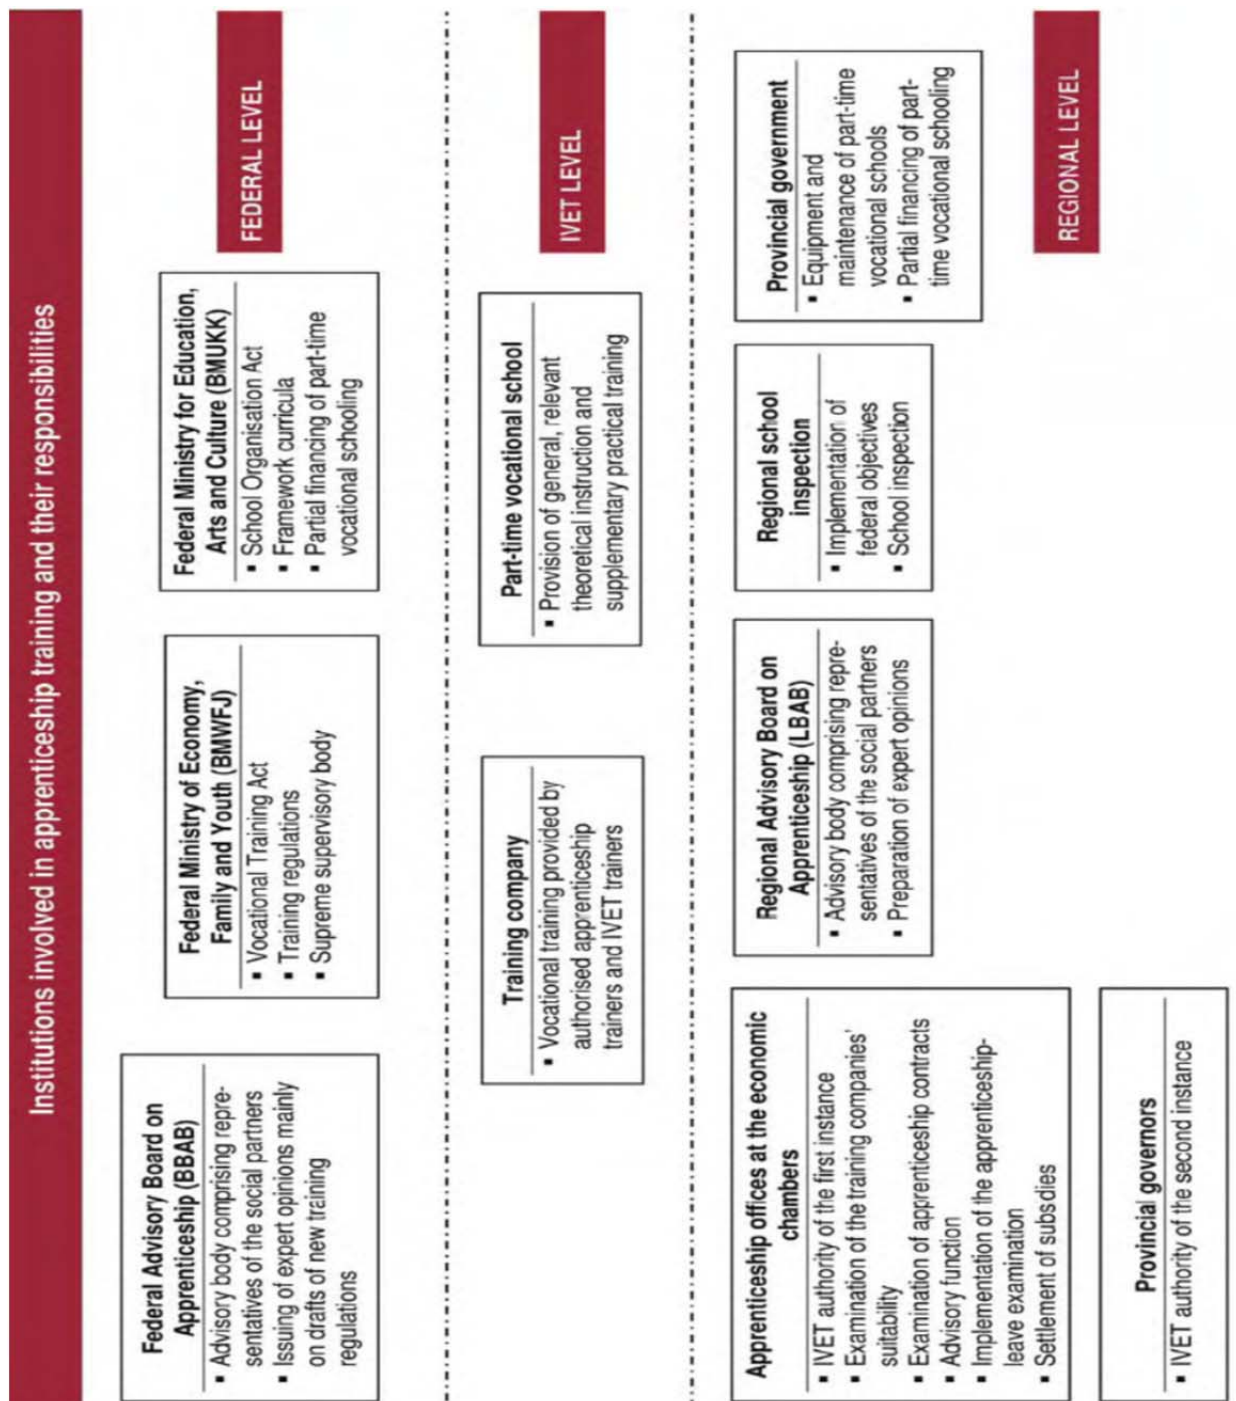 Institutions involved in apprenticeship training and their responsibilities
FEDERAL LEVEL
Federal Advisory Board on
Apprenticeship (BBAB)
▪ Advisory body comprising repre-
sentatives of the social partners
▪ Issuing of expert opinions mainly
on drafts of new training
regulations
Federal Ministry of Economy,
Family and Youth (BMWFJ)
▪ Vocational Training Act
▪ Training regulations
▪ Supreme supervisory body
Federal Ministry for Education,
Arts and Culture (BMUKK)
▪ School Organisation Act
▪ Framework curricula
▪ Partial financing of part-time
vocational schooling
IVET LEVEL
Training company
▪ Vocational training provided by
authorised apprenticeship
trainers and IVET trainers
Part-time vocational school
▪ Provision of general, relevant
theoretical instruction and
supplementary practical training
Apprenticeship offices at the economic
chambers
▪ IVET authority of the first instance
▪ Examination of the training companies'
suitability
▪ Examination of apprenticeship contracts
▪ Advisory function
▪ Implementation of the apprenticeship-
leave examination
▪ Settlement of subsdies
Regional Advisory Board on
Apprenticeship (LBAB)
▪ Advisory body comprising repre-
sentatives of the social partners
▪ Preparation of expert opinions
Regional school
inspection
▪ Implementation of
federal objectives
▪ School inspection
Provincial government
▪ Equipment and
maintenance of part-time
vocational schools
▪ Partial financing of part-
time vocational schooling
Provincial governors
▪ IVET authority of the second instance
REGIONAL LEVEL